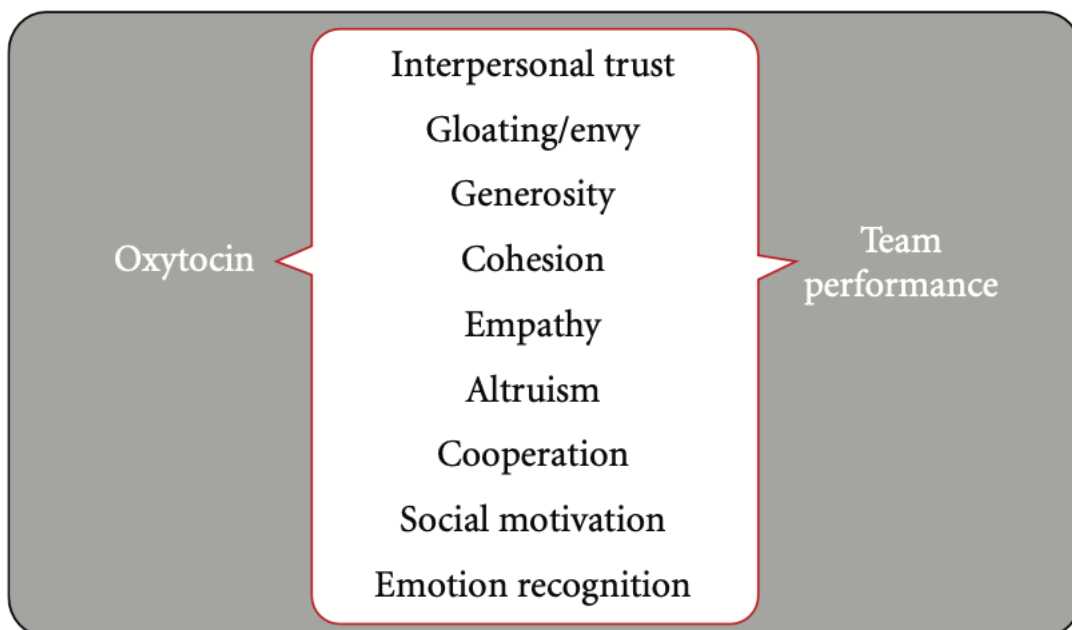 Interpersonal trust
Gloating/envy
Generosity
Oxytocin
Cohesion
Empathy
Altruism
Cooperation
Social motivation
Emotion recognition
Team
performance